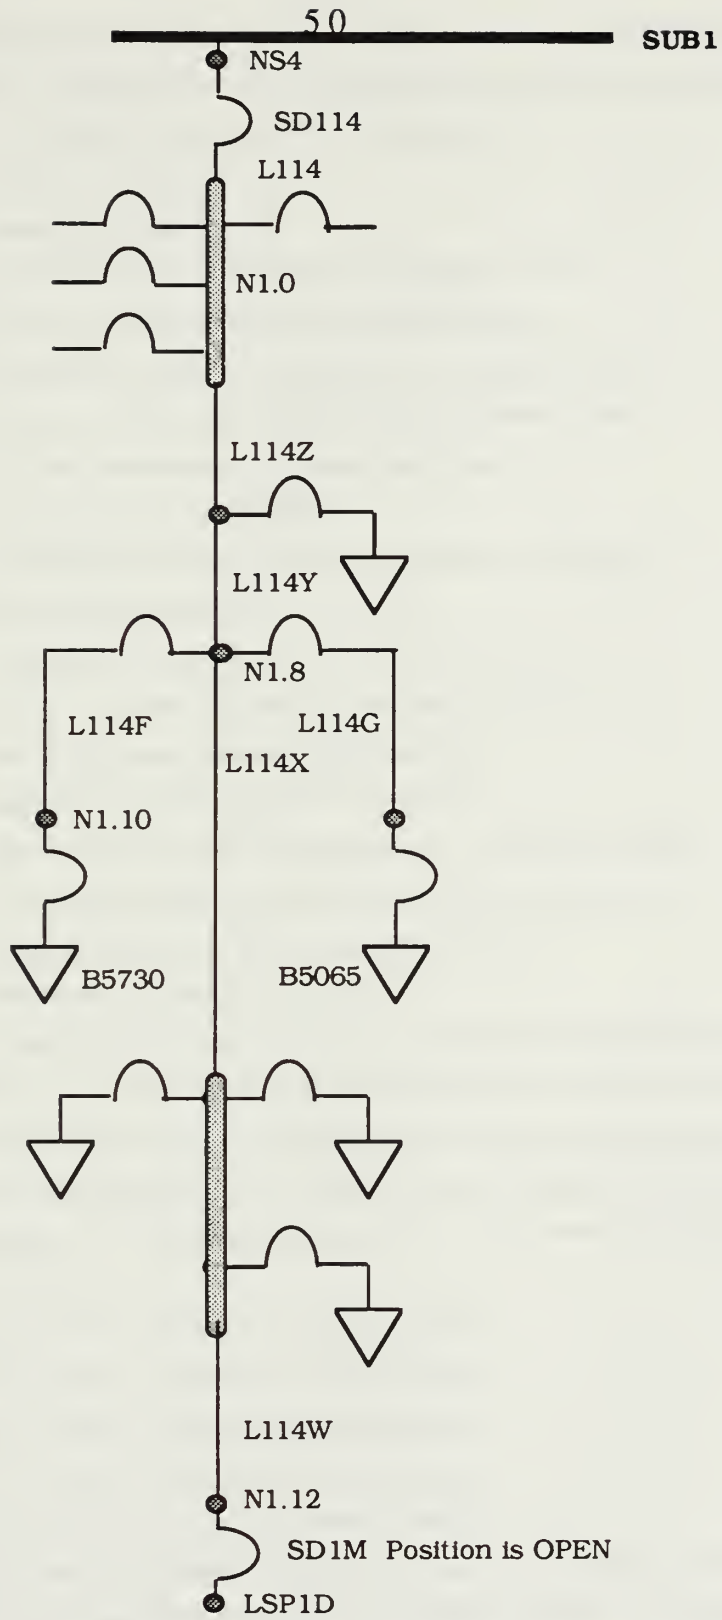 50
SUB1
NS4
SD114
L114
N1.0
L114Z
L114Y
N1.8
L114F
L114G
L114X
N1.10
B5730
B5065
L114W
N1.12
SD1M Position is OPEN
LSP1D